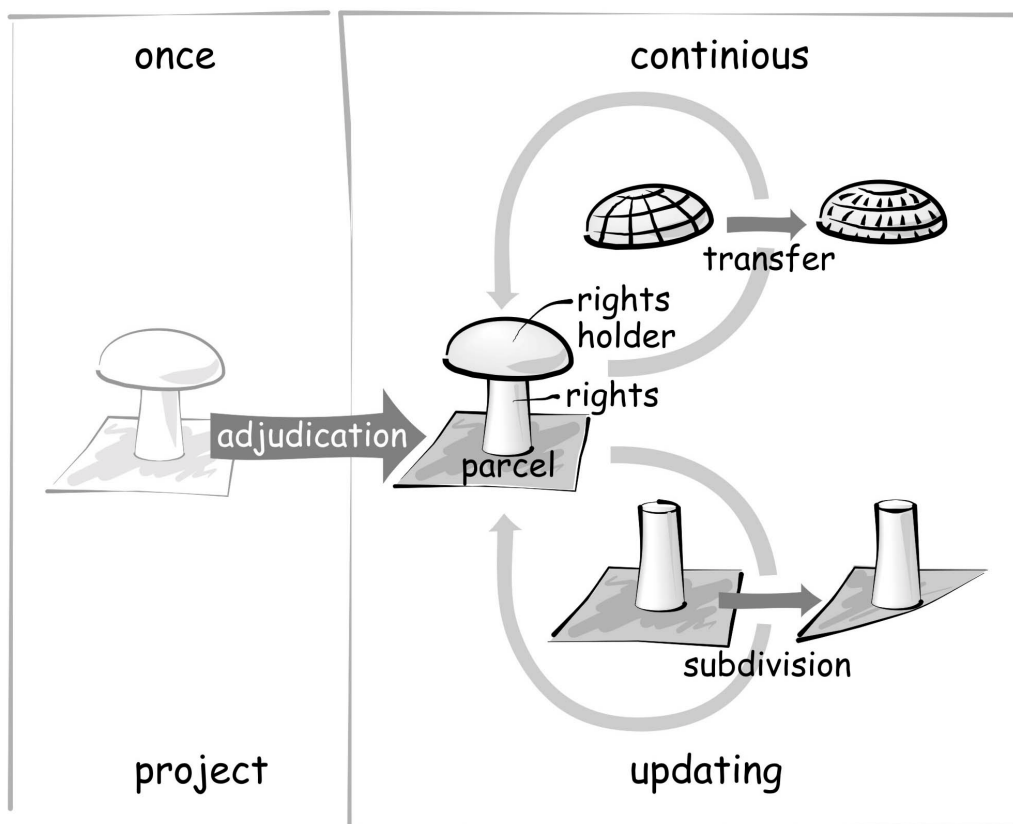 once
continious
transfer
rights
holder
rights
adjudication
parcel
subdivision
project
updating